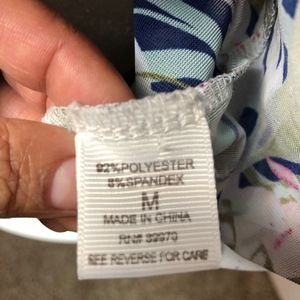 92%POLYESTER
8%SPANDEX
M
MADE IN CHINA
RN# 89970
SEE REVERSE FOR CARE